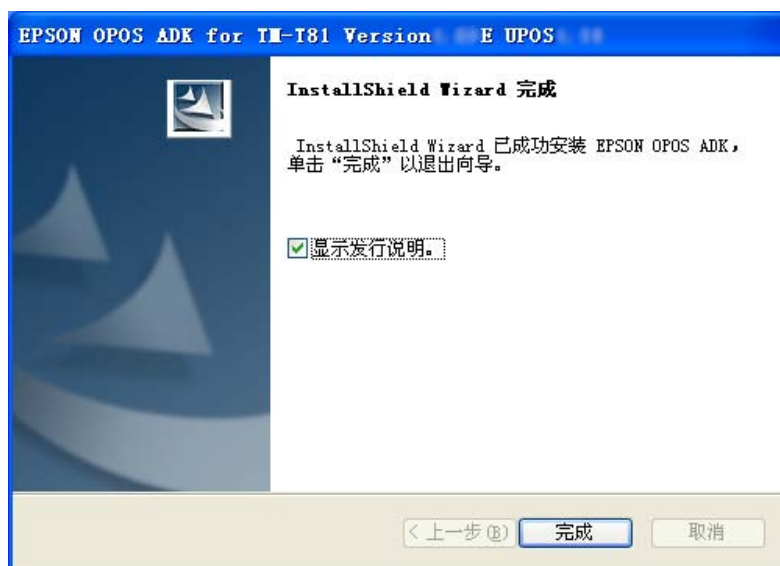 EPSON OPOS ADK for TM-T81 Version E UPOS
InstallShield Wizard 完成
InstallShield Wizard 已成功安装 EPSON OPOS ADK，
单击“完成”以退出向导。
显示发行说明。
< 上一步(B)
完成
取消